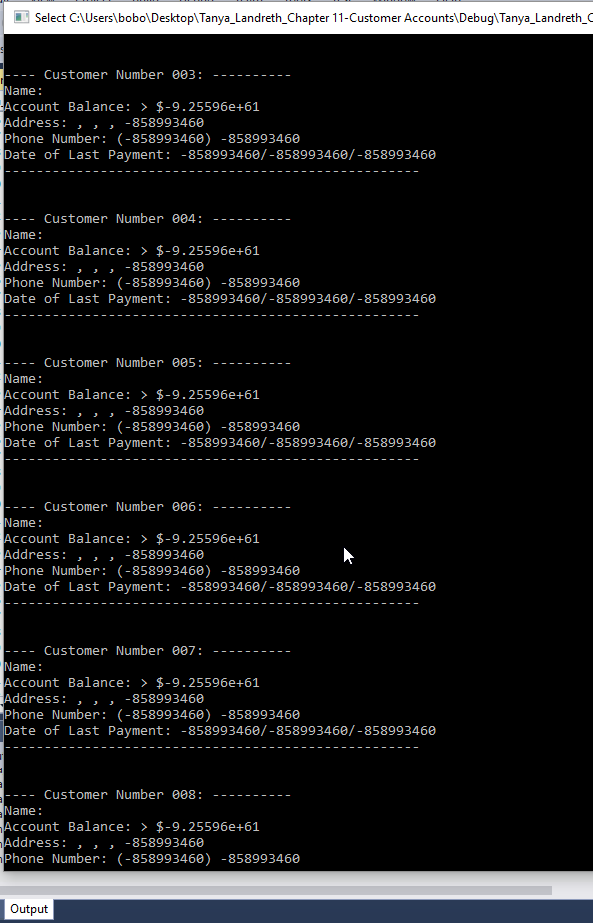 Select C:\Users\bobo\Desktop\Tanya_Landreth_Chapter 11-Customer Accounts\Debug\Tanya_Landreth_C
---- Customer Number 003: ----------
Name:
Account Balance: > $-9.25596e+61
Address: , , , -858993460
Phone Number: (-858993460) -858993460
Date of Last Payment: -858993460/-858993460/-858993460
----------------------------------------------------
---- Customer Number 004: ----------
Name:
Account Balance: > $-9.25596e+61
Address: , , , -858993460
Phone Number: (-858993460) -858993460
Date of Last Payment: -858993460/-858993460/-858993460
----------------------------------------------------
---- Customer Number 005: ----------
Name:
Account Balance: > $-9.25596e+61
Address: , , , -858993460
Phone Number: (-858993460) -858993460
Date of Last Payment: -858993460/-858993460/-858993460
----------------------------------------------------
---- Customer Number 006: ----------
Name:
Account Balance: > $-9.25596e+61
Address: , , , -858993460
Phone Number: (-858993460) -858993460
Date of Last Payment: -858993460/-858993460/-858993460
----------------------------------------------------
---- Customer Number 007: ----------
Name:
Account Balance: > $-9.25596e+61
Address: , , , -858993460
Phone Number: (-858993460) -858993460
Date of Last Payment: -858993460/-858993460/-858993460
----------------------------------------------------
---- Customer Number 008: ----------
Name:
Account Balance: > $-9.25596e+61
Address: , , , -858993460
Phone Number: (-858993460) -858993460
Output